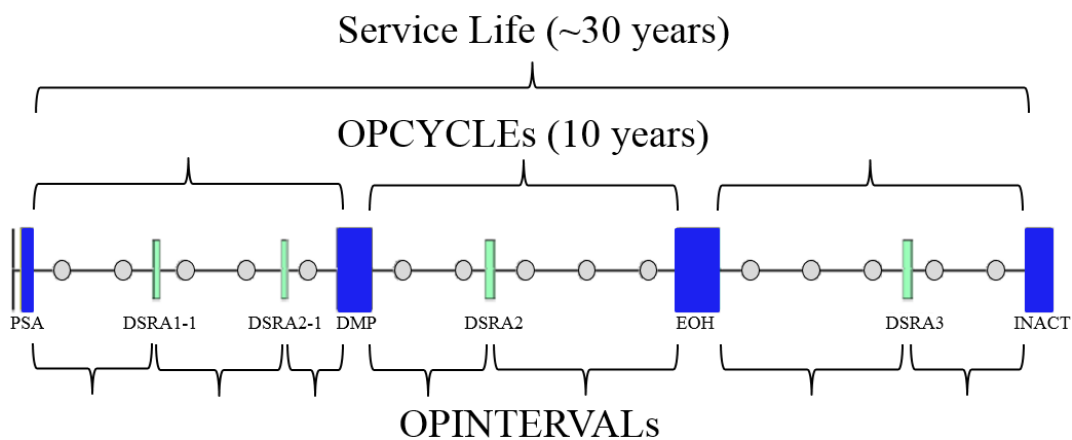 Service Life (~30 years)
OPCYCLEs (10 years)
PSA DSRA1-1 DSRA2-1 DMP DSRA2 EOH DSRA3 INACT
OPINTERVALs